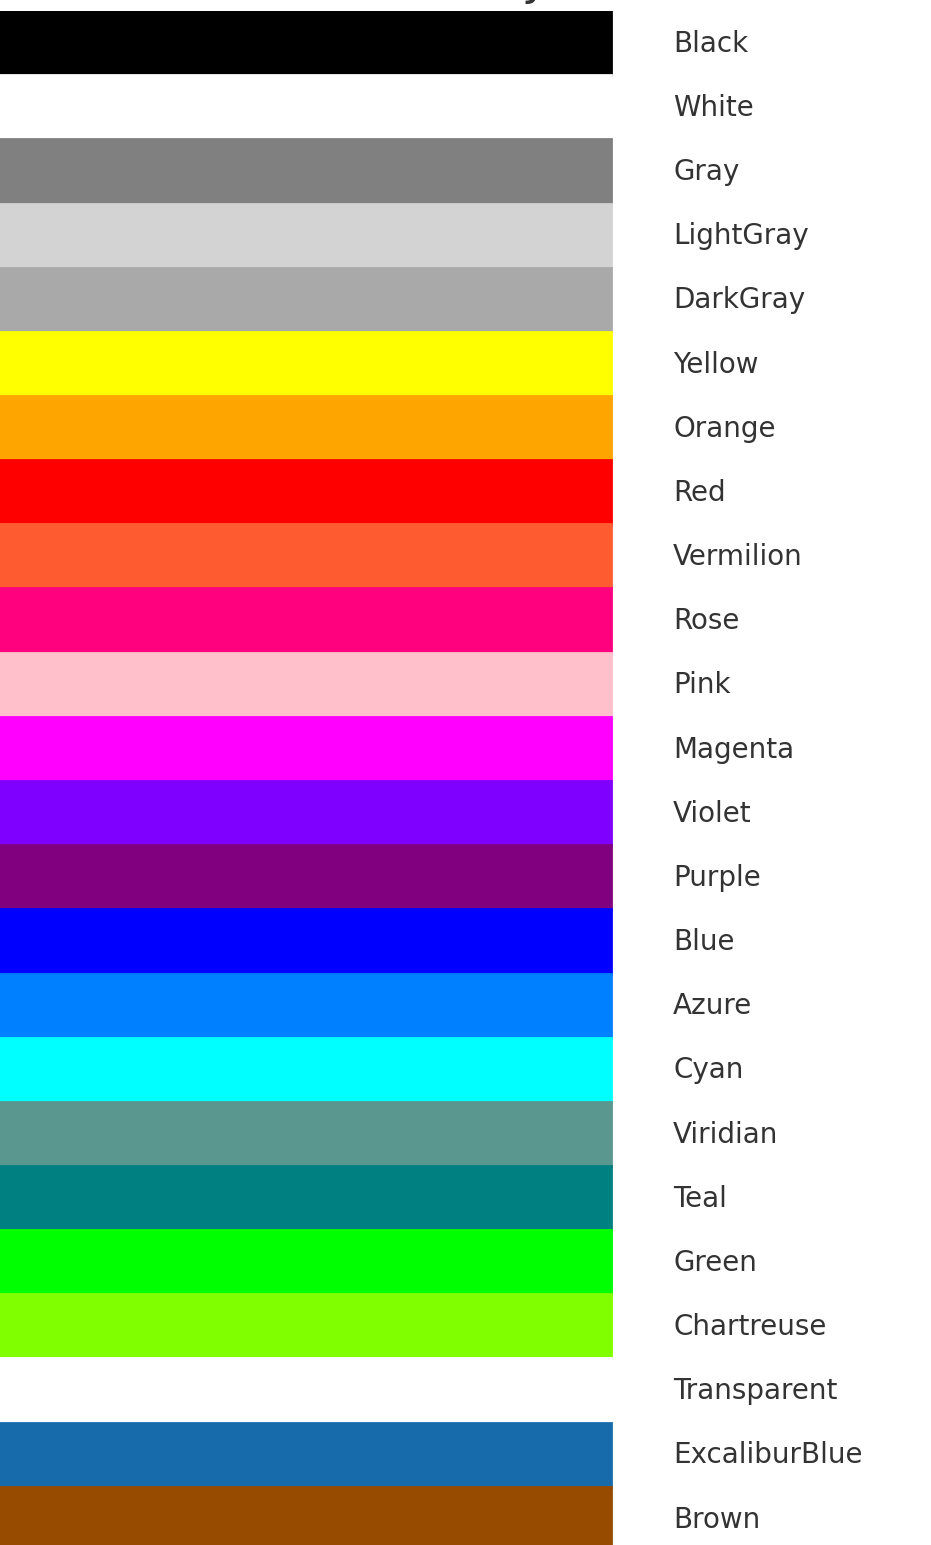 Black
White
Gray
LightGray
DarkGray
Yellow
Orange
Red
Vermilion
Rose
Pink
Magenta
Violet
Purple
Blue
Azure
Cyan
Viridian
Teal
Green
Chartreuse
Transparent
ExcaliburBlue
Brown